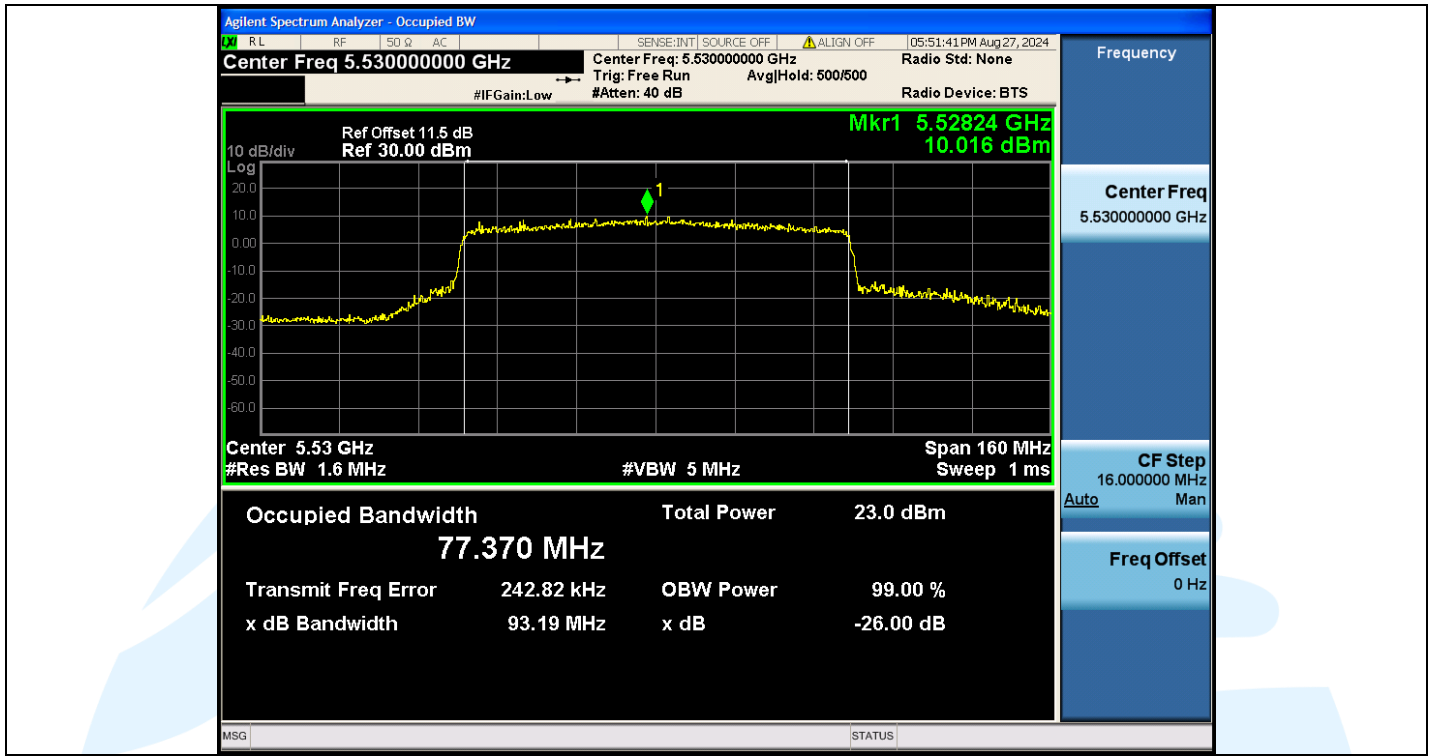 Agilent Spectrum Analyzer - Occupied BW
LXI RL RF 50 Ω AC SENSE:INT SOURCE OFF ALIGN OFF 05:51:41 PM Aug 27, 2024
Center Freq 5.530000000 GHz
Center Freq: 5.530000000 GHz Radio Std: None
Trig: Free Run Avg|Hold: 500/500
#IFGain:Low #Atten: 40 dB Radio Device: BTS
Mkr1 5.52824 GHz
10.016 dBm
Ref Offset 11.5 dB
10 dB/div Ref 30.00 dBm
Log
20.0
10.0
0.00
-10.0
-20.0
-30.0
-40.0
-50.0
-60.0
1
Center 5.53 GHz Span 160 MHz
#Res BW 1.6 MHz #VBW 5 MHz Sweep 1 ms
Occupied Bandwidth Total Power 23.0 dBm
77.370 MHz
Transmit Freq Error 242.82 kHz OBW Power 99.00 %
x dB Bandwidth 93.19 MHz x dB -26.00 dB
MSG STATUS
Frequency
Center Freq
5.530000000 GHz
CF Step
16.000000 MHz
Auto Man
Freq Offset
0 Hz